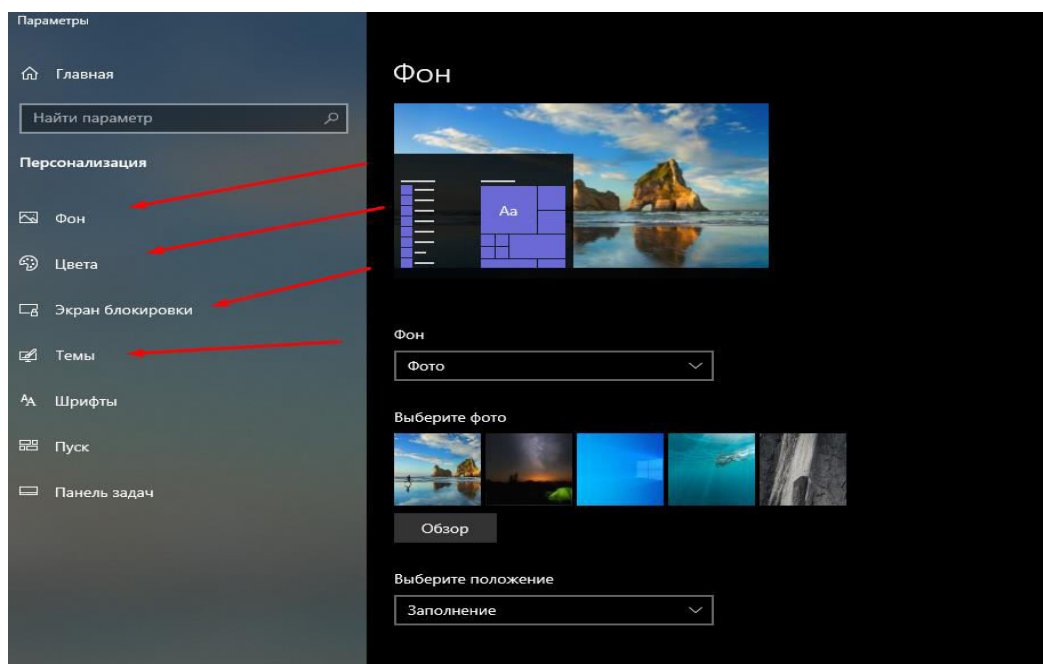 Параметры
Главная
Найти параметр
Персонализация
Фон
Цвета
Экран блокировки
Темы
Шрифты
Пуск
Панель задач
Фон
Aa
Фон
Фото
Выберите фото
Обзор
Выберите положение
Заполнение